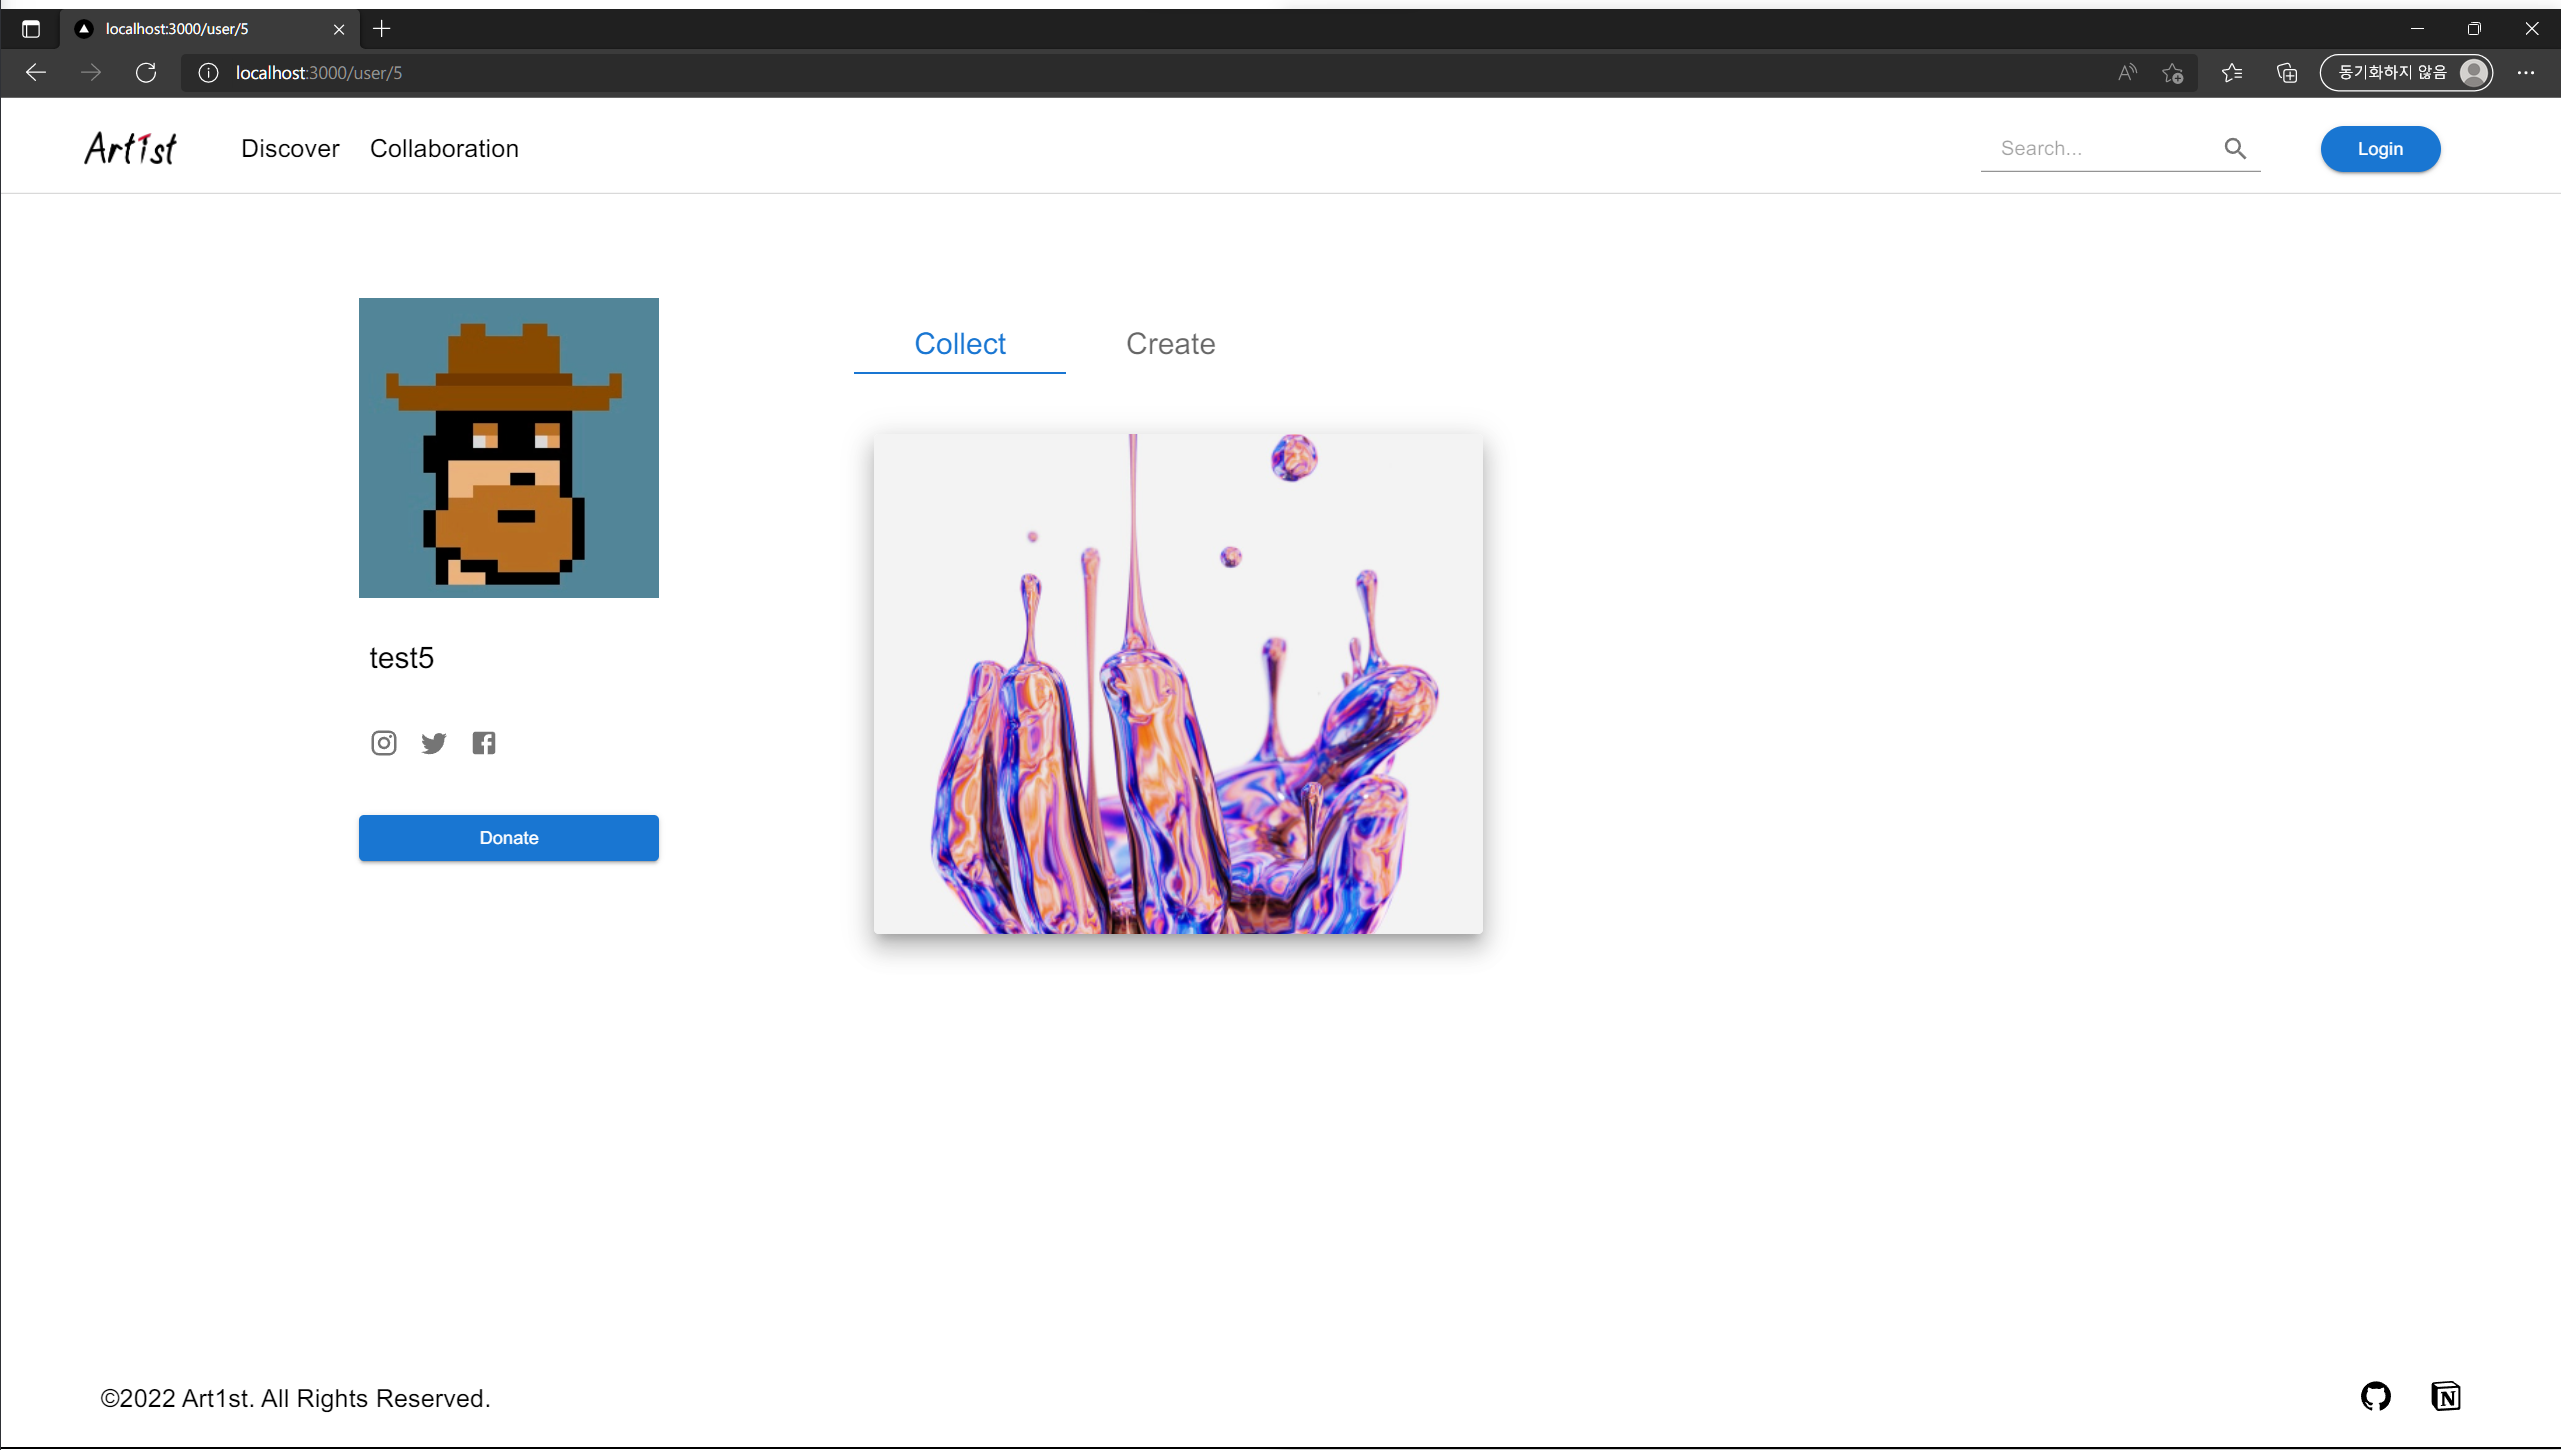 localhost:3000/user/5
localhost:3000/user/5
동기화하지 않음
Art1st
Discover
Collaboration
Search...
Login
Collect
Create
test5
Donate
©2022 Art1st. All Rights Reserved.